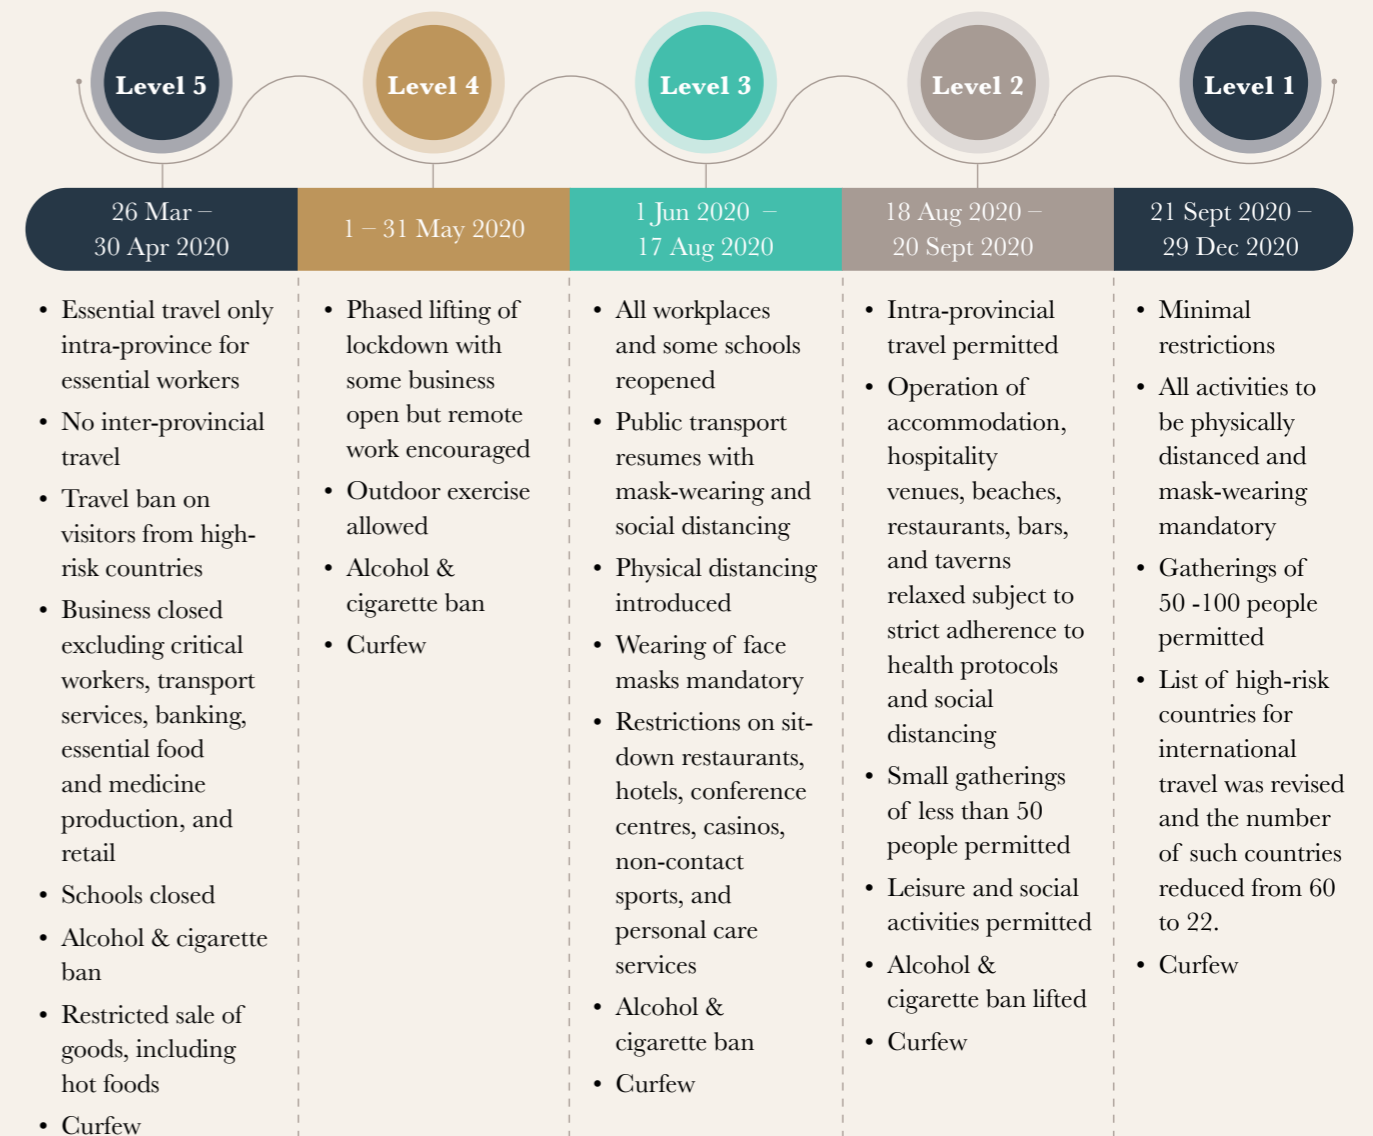 Level 5
Level 4
Level 3
Level 2
Level 1
26 Mar –
30 Apr 2020
1 – 31 May 2020
1 Jun 2020 –
17 Aug 2020
18 Aug 2020 –
20 Sept 2020
21 Sept 2020 –
29 Dec 2020
• Essential travel only
intra-province for
essential workers
• No inter-provincial
travel
• Travel ban on
visitors from high-
risk countries
• Business closed
excluding critical
workers, transport
services, banking,
essential food
and medicine
production, and
retail
• Schools closed
• Alcohol & cigarette
ban
• Restricted sale of
goods, including
hot foods
• Curfew
• Phased lifting of
lockdown with
some business
open but remote
work encouraged
• Outdoor exercise
allowed
• Alcohol &
cigarette ban
• Curfew
• All workplaces
and some schools
reopened
• Public transport
resumes with
mask-wearing and
social distancing
• Physical distancing
introduced
• Wearing of face
masks mandatory
• Restrictions on sit-
down restaurants,
hotels, conference
centres, casinos,
non-contact
sports, and
personal care
services
• Alcohol &
cigarette ban
• Curfew
• Intra-provincial
travel permitted
• Operation of
accommodation,
hospitality
venues, beaches,
restaurants, bars,
and taverns
relaxed subject to
strict adherence to
health protocols
and social
distancing
• Small gatherings
of less than 50
people permitted
• Leisure and social
activities permitted
• Alcohol &
cigarette ban lifted
• Curfew
• Minimal
restrictions
• All activities to
be physically
distanced and
mask-wearing
mandatory
• Gatherings of
50 -100 people
permitted
• List of high-risk
countries for
international
travel was revised
and the number
of such countries
reduced from 60
to 22.
• Curfew